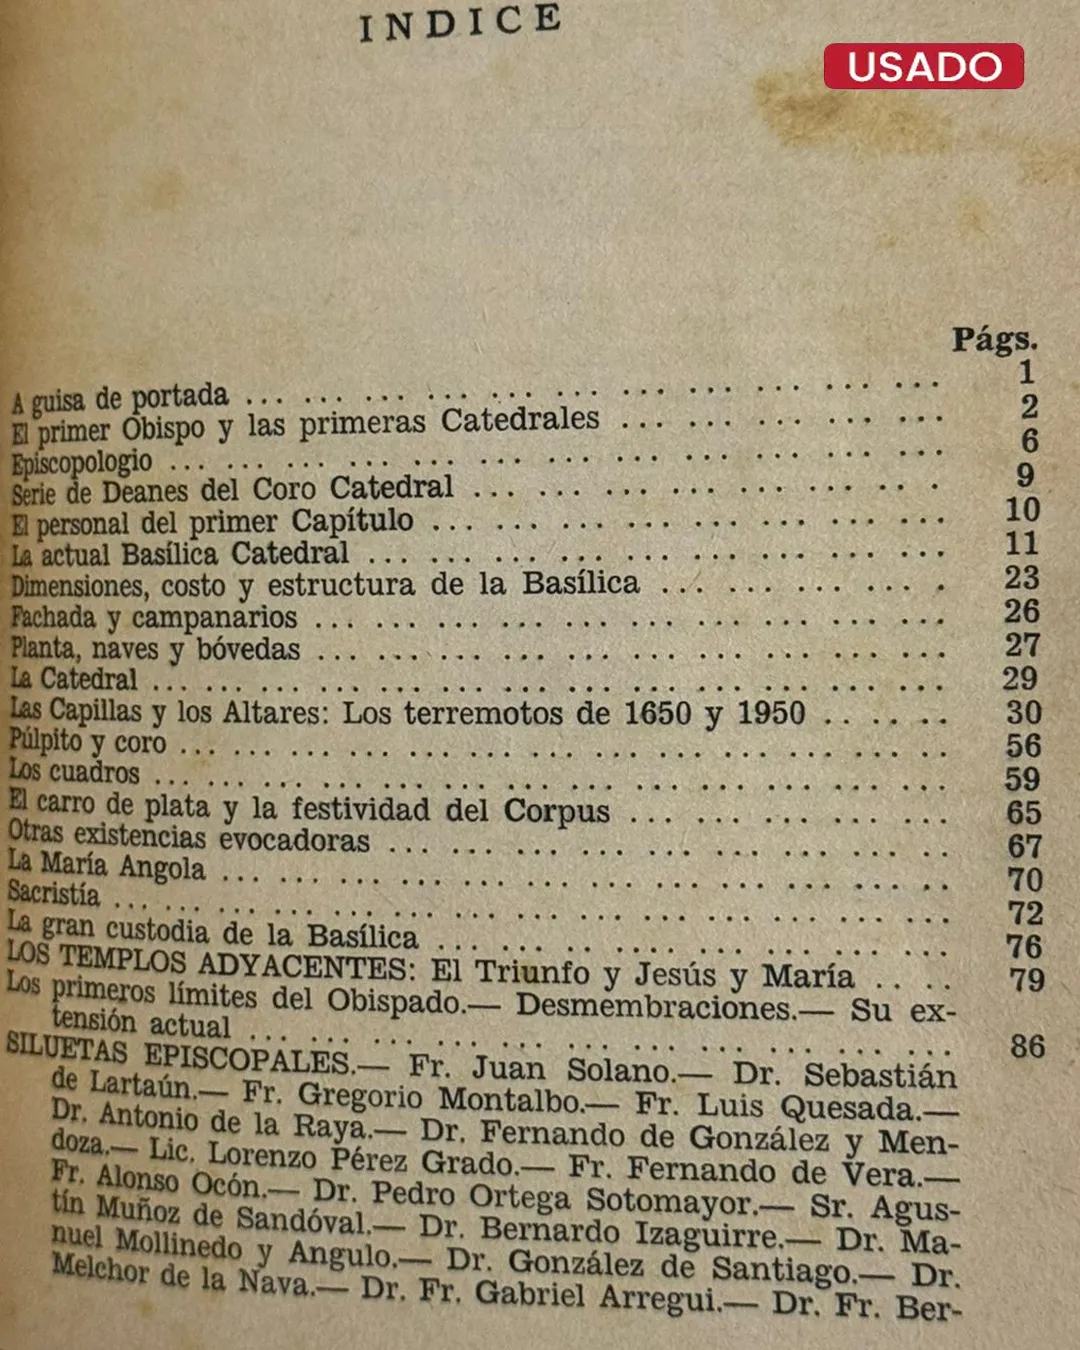 INDICE
USADO
Págs.
A guisa de portada ... ... ... ... ... ... ... ... ... ... ... 1
El primer Obispo y las primeras Catedrales ... ... ... ... ... 2
Episcopologio ... ... ... ... ... ... ... ... ... ... ... ... 6
Serie de Deanes del Coro Catedral ... ... ... ... ... ... .. . 9
El personal del primer Capítulo ... ... ... ... ... ... ... ... 10
La actual Basílica Catedral ... ... ... ... ... ... ... ... ... 11
Dimensiones, costo y estructura de la Basílica ... ... ... ... . 23
Fachada y campanarios ... ... ... ... ... ... ... ... ... ... 26
Planta, naves y bóvedas ... ... ... ... ... ... ... ... ... ... 27
La Catedral ... ... ... ... ... ... ... ... ... ... ... ... 29
Las Capillas y los Altares: Los terremotos de 1650 y 1950 .. .. .. 30
Púlpito y coro ... ... ... ... ... ... ... ... ... ... ... .. 56
Los cuadros ... ... ... ... ... ... ... ... ... ... ... ... 59
El carro de plata y la festividad del Corpus ... ... ... ... ... 65
Otras existencias evocadoras ... ... ... ... ... ... ... ... .. 67
La María Angola ... ... ... ... ... ... ... ... ... ... ... .. 70
Sacristía ... ... ... ... ... ... ... ... ... ... ... ... ... 72
La gran custodia de la Basílica ... ... .. .... ... ... ... ... 76
LOS TEMPLOS ADYACENTES: El Triunfo y Jesús y María .. .. 79
Los primeros límites del Obispado.— Desmembraciones.— Su ex-
tensión actual ... ... ... ... ... ... ... ... ... ... ... ... 86
SILUETAS EPISCOPALES.— Fr. Juan Solano.— Dr. Sebastián
de Lartaún.— Fr. Gregorio Montalbo.— Fr. Luis Quesada.—
Dr. Antonio de la Raya.— Dr. Fernando de González y Men-
doza.— Lic. Lorenzo Pérez Grado.— Fr. Fernando de Vera.—
Fr. Alonso Ocón.— Dr. Pedro Ortega Sotomayor.— Sr. Agus-
tín Muñoz de Sandóval.— Dr. Bernardo Izaguirre.— Dr. Ma-
nuel Mollinedo y Angulo.— Dr. González de Santiago.— Dr.
Melchor de la Nava.— Dr. Fr. Gabriel Arregui.— Dr. Fr. Ber-